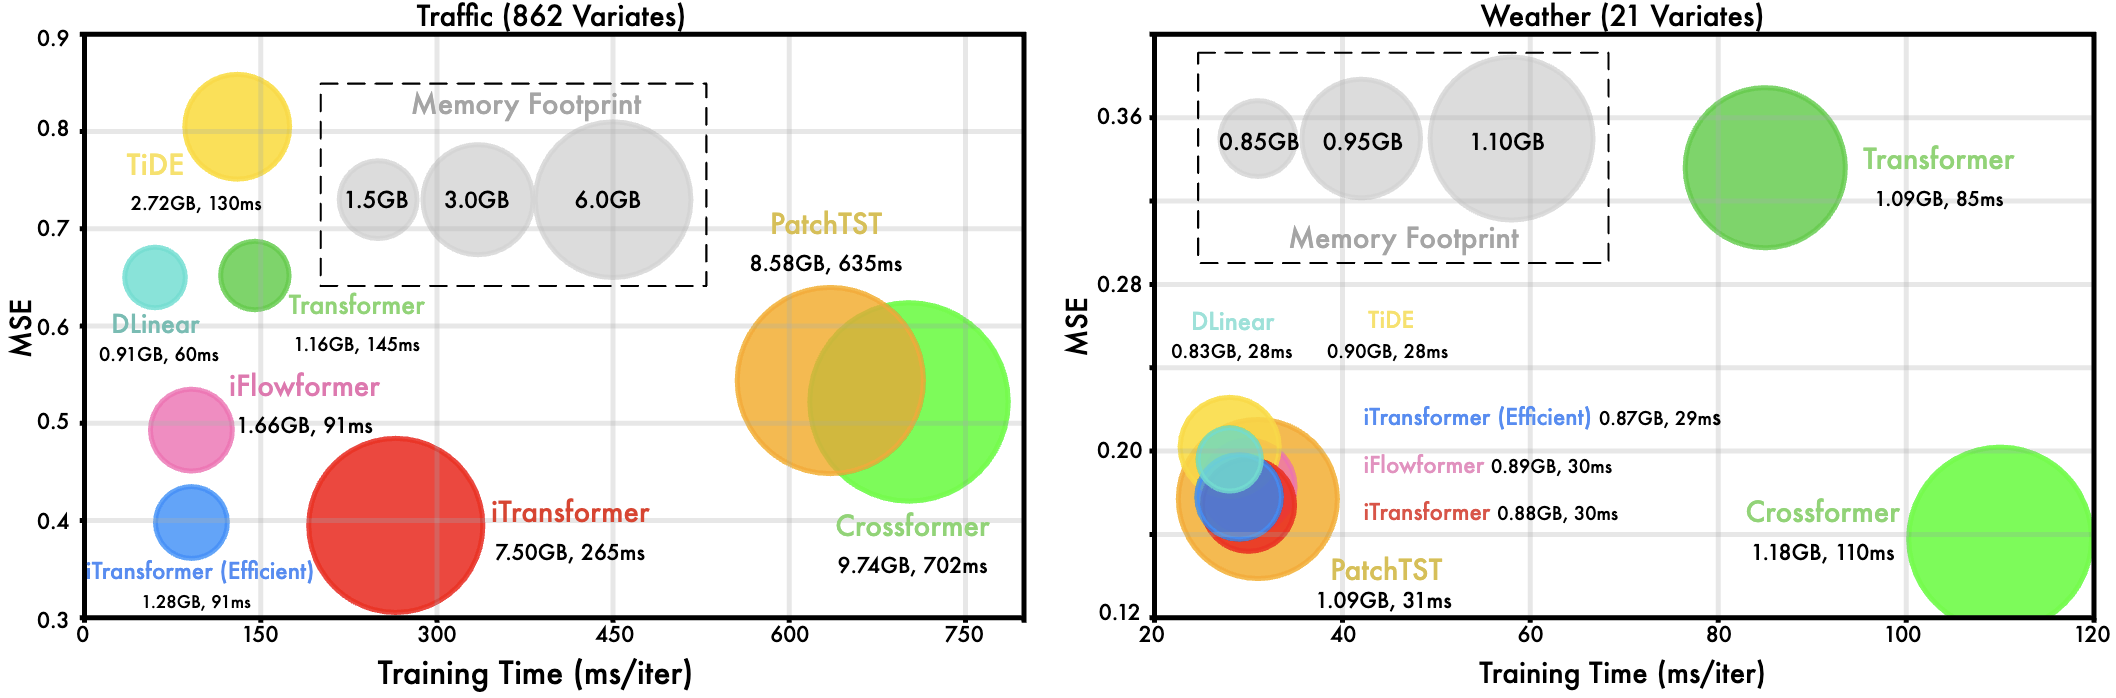 Traffic (862 Variates)
MSE
0.9
0.8
0.7
0.6
0.5
0.4
0.3
0
150
300
450
600
750
Training Time (ms/iter)
Memory Footprint
1.5GB
3.0GB
6.0GB
TiDE
2.72GB, 130ms
DLinear
0.91GB, 60ms
Transformer
1.16GB, 145ms
iFlowformer
1.66GB, 91ms
iTransformer
7.50GB, 265ms
iTransformer (Efficient)
1.28GB, 91ms
PatchTST
8.58GB, 635ms
Crossformer
9.74GB, 702ms
Weather (21 Variates)
MSE
0.36
0.28
0.20
0.12
20
40
60
80
100
120
Training Time (ms/iter)
0.85GB
0.95GB
1.10GB
Memory Footprint
Transformer
1.09GB, 85ms
DLinear
0.83GB, 28ms
TiDE
0.90GB, 28ms
iTransformer (Efficient) 0.87GB, 29ms
iFlowformer 0.89GB, 30ms
iTransformer 0.88GB, 30ms
PatchTST
1.09GB, 31ms
Crossformer
1.18GB, 110ms